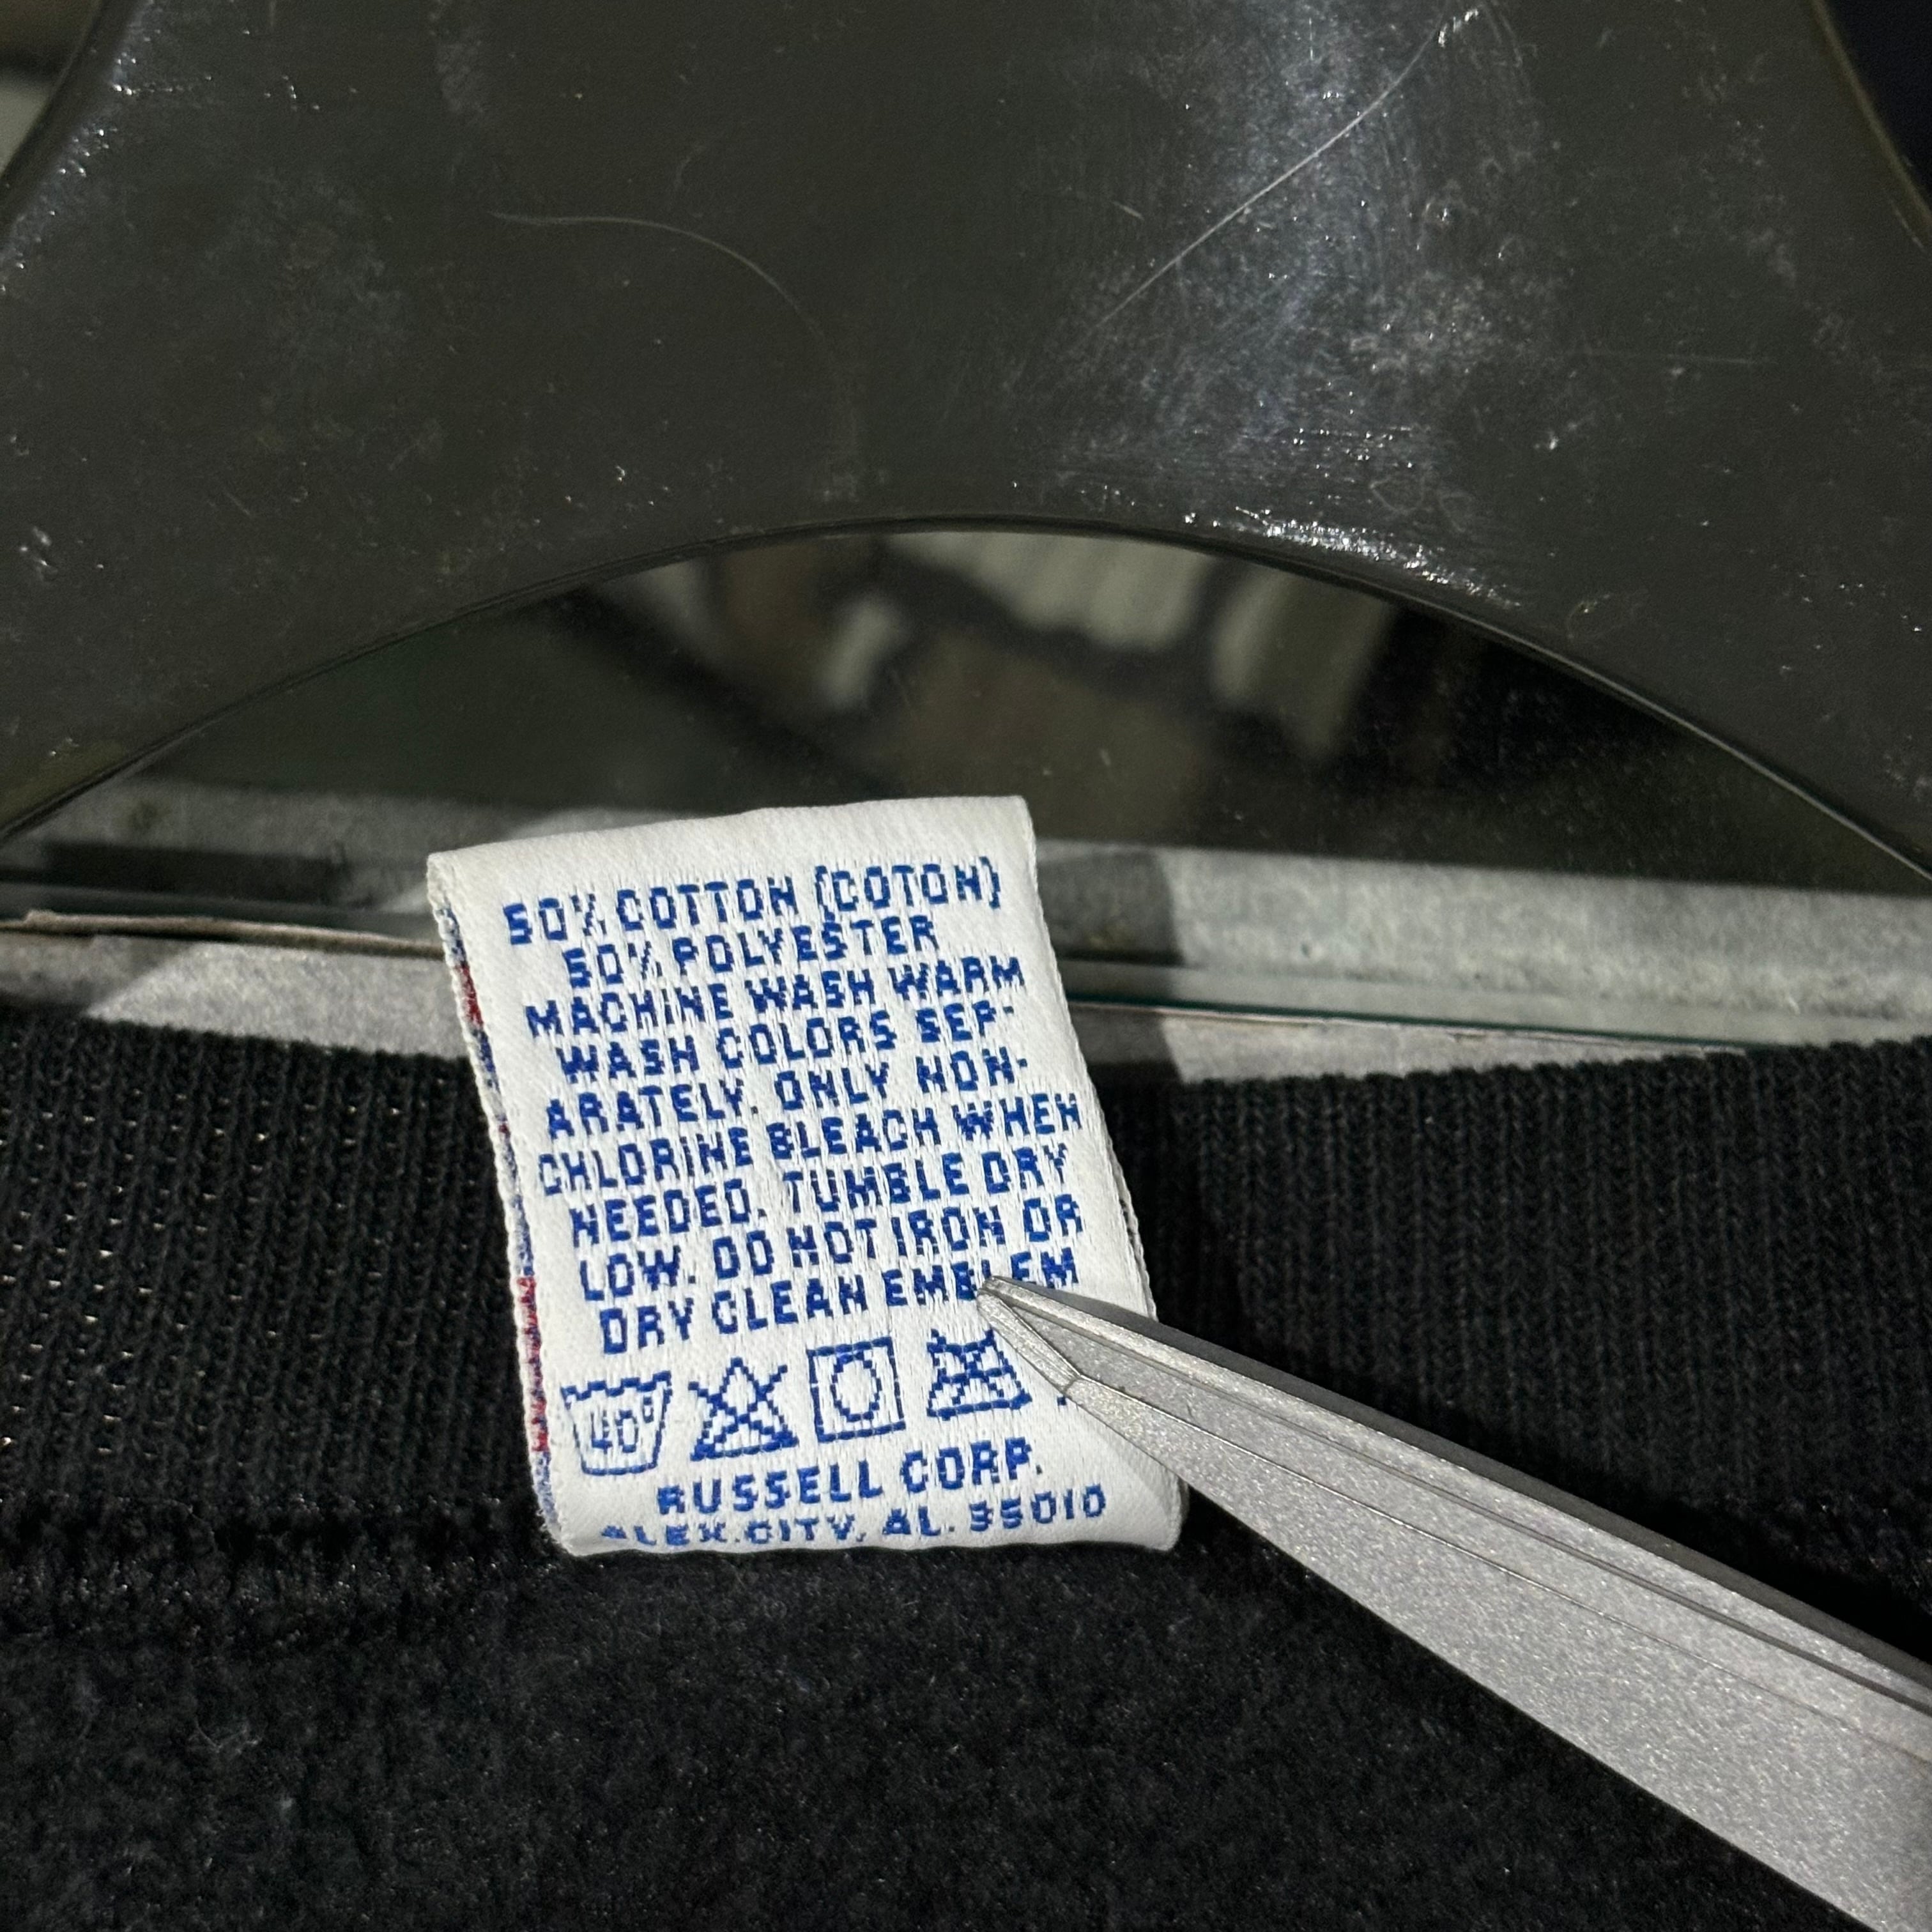 50% COTTON (COTON)
50% POLYESTER
MACHINE WASH WARM
WASH COLORS SEP-
ARATELY. ONLY NON-
CHLORINE BLEACH WHEN
NEEDED. TUMBLE DRY
LOW. DO NOT IRON OR
DRY CLEAN EMBLEM
40°
RUSSELL CORP.
ALEX.CITY, AL. 35010